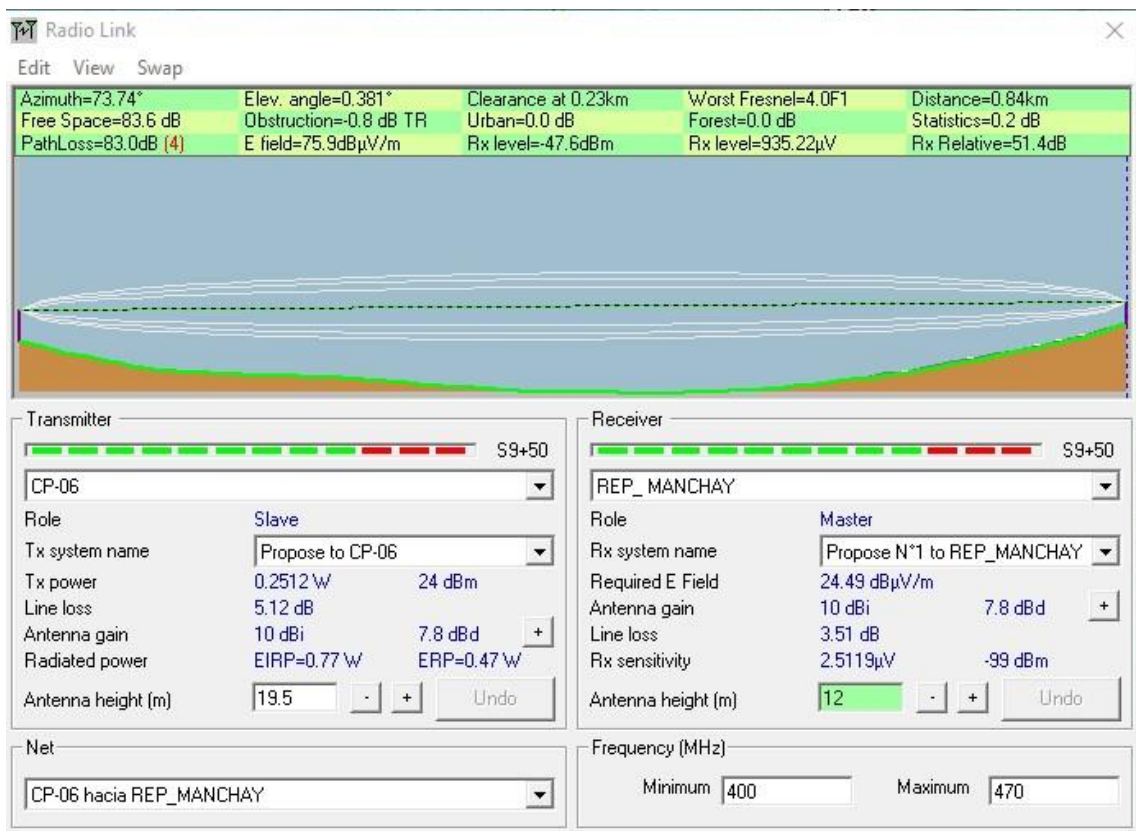 Radio Link
Edit View Swap
Azimuth=73.74° Elev. angle=0.381° Clearance at 0.23km Worst Fresnel=4.0F1 Distance=0.84km
Free Space=83.6 dB Obstruction=-0.8 dB TR Urban=0.0 dB Forest=0.0 dB Statistics=0.2 dB
PathLoss=83.0dB (4) E field=75.9dBµV/m Rx level=-47.6dBm Rx level=935.22µV Rx Relative=51.4dB
Transmitter
S9+50
CP-06
Role Slave
Tx system name Propose to CP-06
Tx power 0.2512 W 24 dBm
Line loss 5.12 dB
Antenna gain 10 dBi 7.8 dBd +
Radiated power EIRP=0.77 W ERP=0.47 W
Antenna height (m) 19.5 - + Undo
Net
CP-06 hacia REP_MANCHAY
Receiver
S9+50
REP_ MANCHAY
Role Master
Rx system name Propose N°1 to REP_MANCHAY
Required E Field 24.49 dBµV/m
Antenna gain 10 dBi 7.8 dBd +
Line loss 3.51 dB
Rx sensitivity 2.5119µV -99 dBm
Antenna height (m) 12 - + Undo
Frequency (MHz)
Minimum 400 Maximum 470